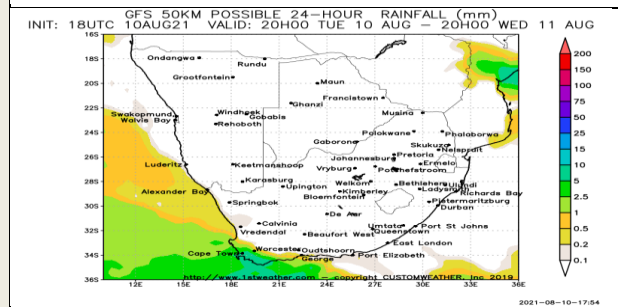 GFS 50KM POSSIBLE 24-HOUR RAINFALL (mm)
INIT: 18UTC 10AUG21 VALID: 20H00 TUE 10 AUG - 20H00 WED 11 AUG
16S
18S
20S
22S
24S
26S
28S
30S
32S
34S
36S
Ondangwa
Rundu
Grootfontein
Maun
Francistown
Ghanzi
Musina
Swakopmund
Windhoek
Gobabis
Walvis Bay
Rehoboth
Polokwane
Phalaborwa
Gaborone
Skukuza
Nelspruit
Johannesburg
Pretoria
Luderitz
Keetmanshoop
Vryburg
Ermelo
Potchefstroom
Karasburg
Upington
Welkom
Bethlehem
Ulundi
Alexander Bay
Kimberley
Ladysmith
Richards Bay
Bloemfontein
Springbok
Pietermaritzburg
Durban
De Aar
Calvinia
Umtata
Port St Johns
Vredendal
Beaufort West
Queenstown
East London
Worcester
Oudtshoorn
Cape Town
George
Port Elizabeth
http://www.1stweather.com - copyright CUSTOMWEATHER, Inc 2019
12E 15E 18E 21E 24E 27E 30E 33E 36E
200
150
100
75
50
25
15
10
5
2.5
1
0.5
0.2
0.1
2021-08-10-17:54